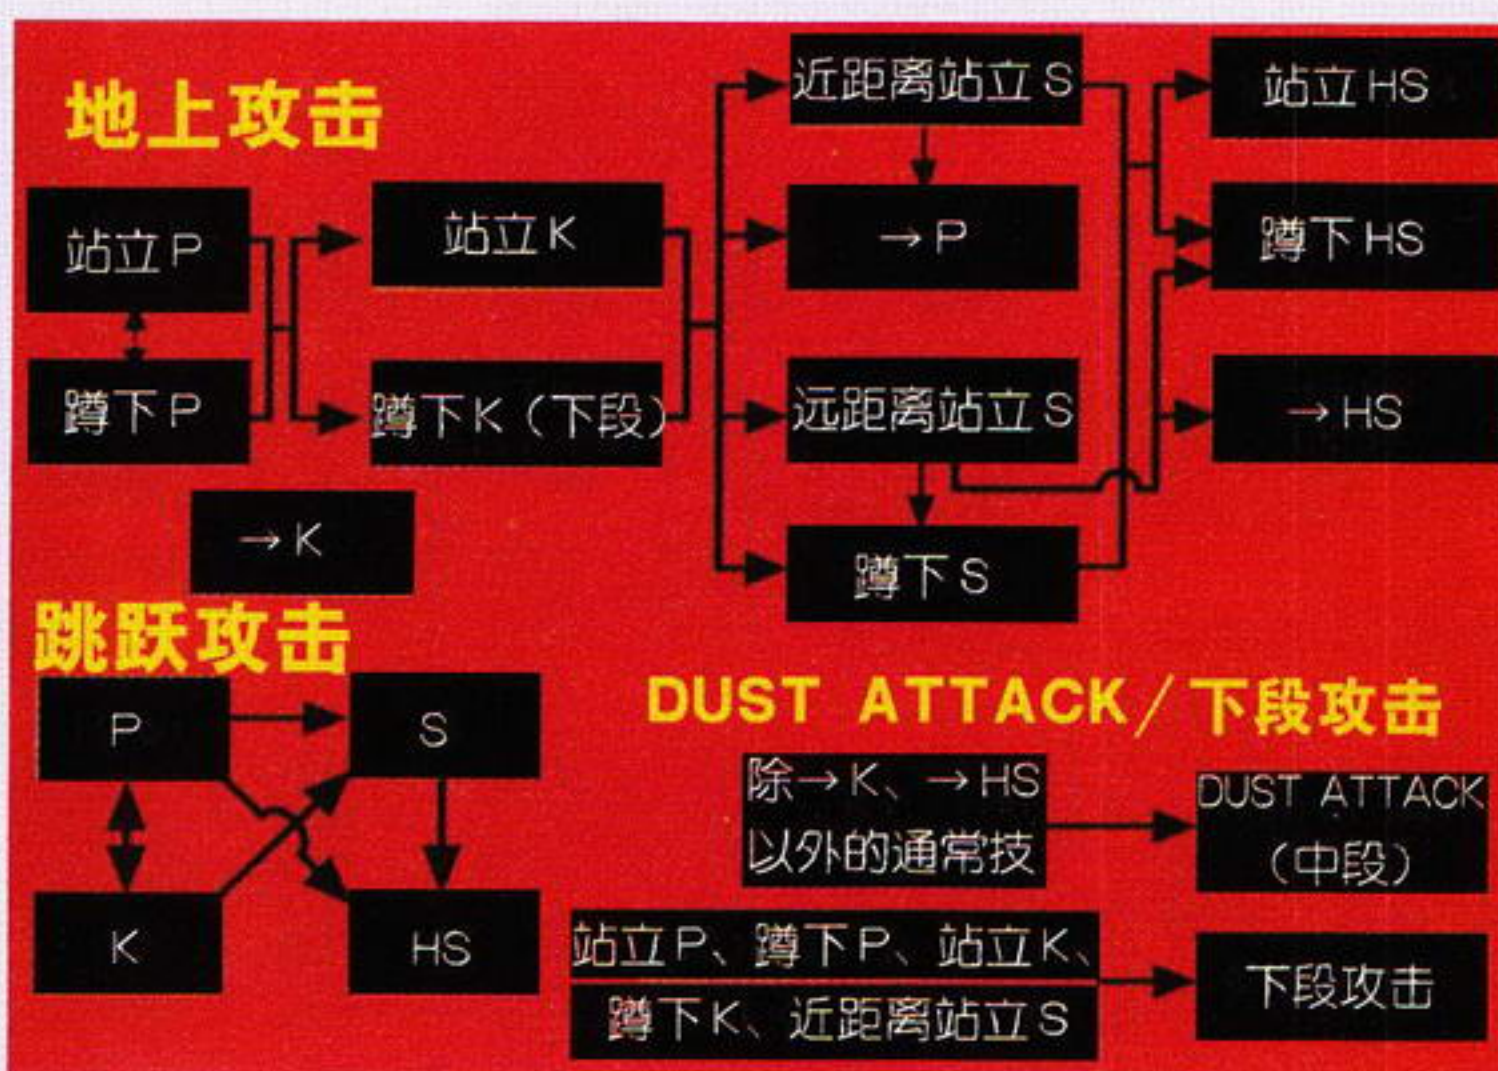 地上攻击
站立P
蹲下P
站立K
蹲下K（下段）
→K
近距离站立S
→P
远距离站立S
蹲下S
站立HS
蹲下HS
→HS
跳跃攻击
P
S
K
HS
DUST ATTACK/下段攻击
除→K、→HS
以外的通常技
DUST ATTACK
（中段）
站立P、蹲下P、站立K、
蹲下K、近距离站立S
下段攻击